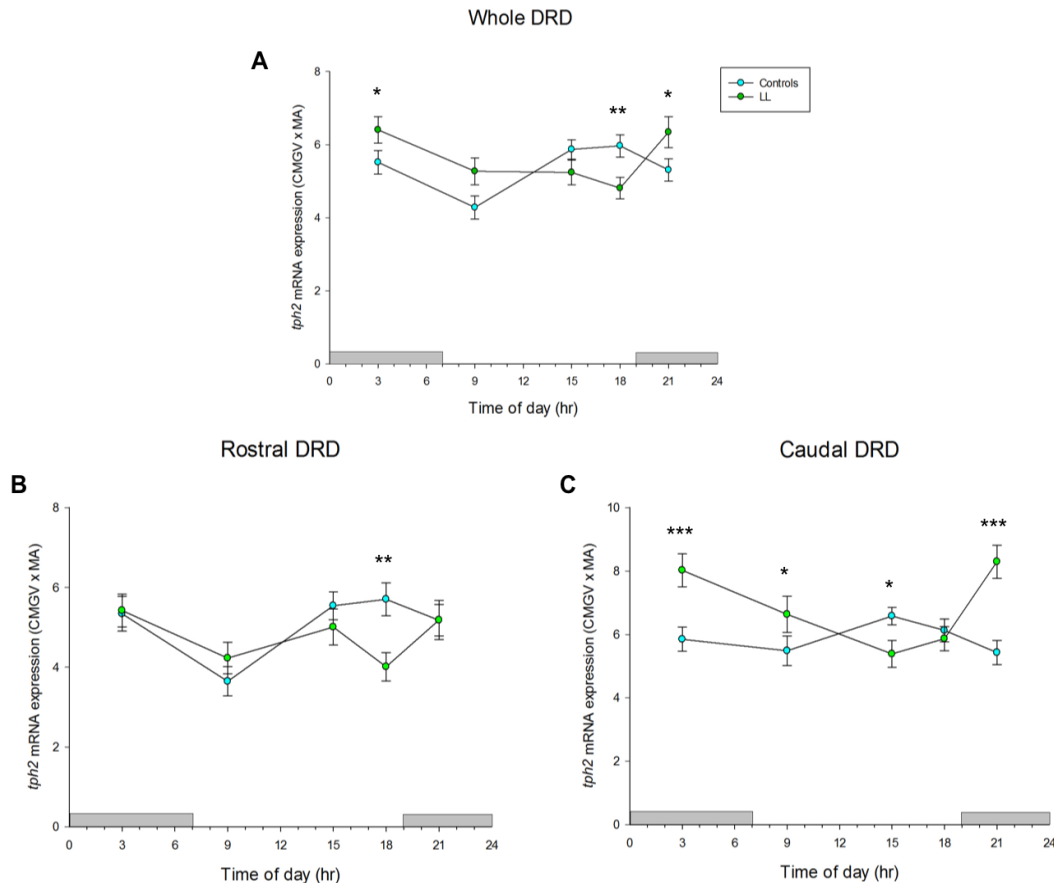 Whole DRD
A
Controls
LL
*
**
*
tph2 mRNA expression (CMGV x MA)
8
6
4
2
0
0 3 6 9 12 15 18 21 24
Time of day (hr)
Rostral DRD
B
**
tph2 mRNA expression (CMGV x MA)
8
6
4
2
0
0 3 6 9 12 15 18 21 24
Time of day (hr)
Caudal DRD
C
***
*
*
***
tph2 mRNA expression (CMGV x MA)
10
8
6
4
2
0
0 3 6 9 12 15 18 21 24
Time of day (hr)